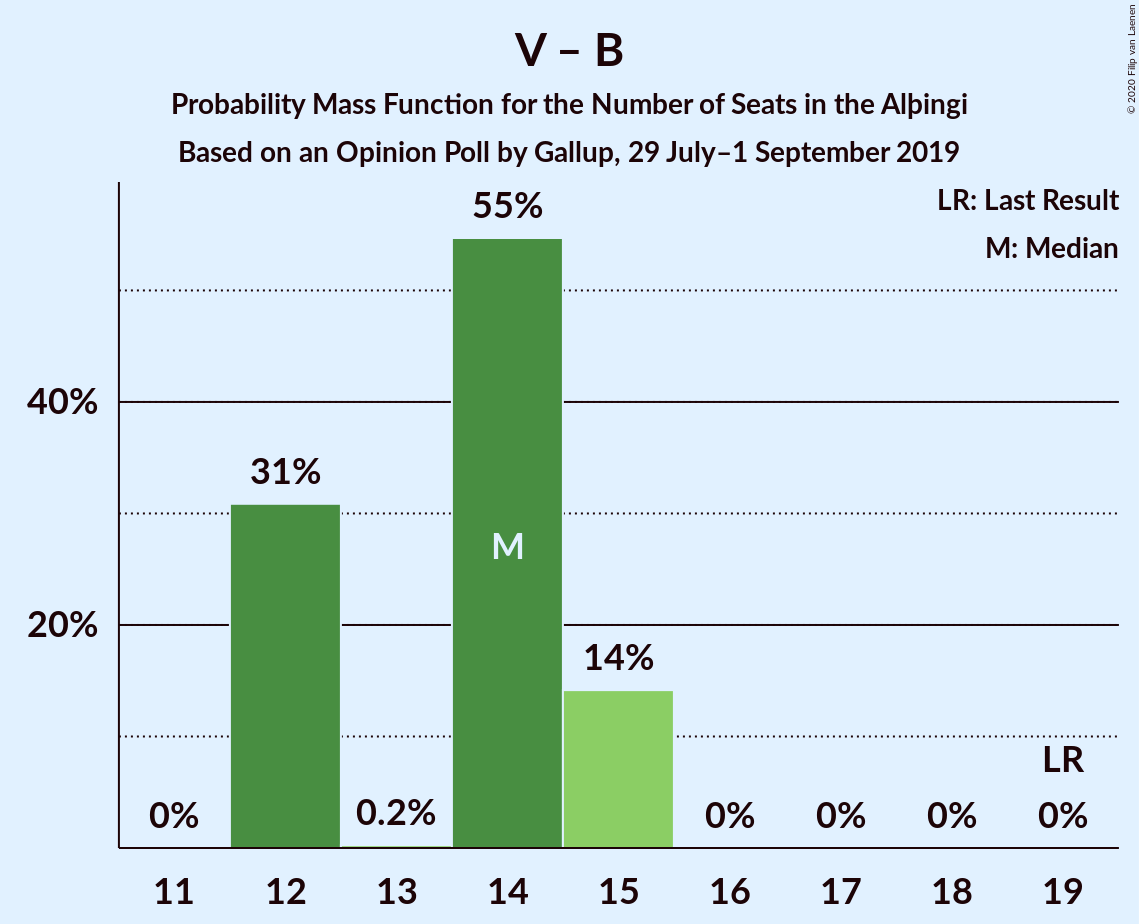 V – B
Probability Mass Function for the Number of Seats in the Alþingi
Based on an Opinion Poll by Gallup, 29 July–1 September 2019
© 2020 Filip van Laenen
LR: Last Result
M: Median
55%
40%
31%
M
20%
14%
LR
0%
0.2%
0%
0%
0%
0%
11 12 13 14 15 16 17 18 19